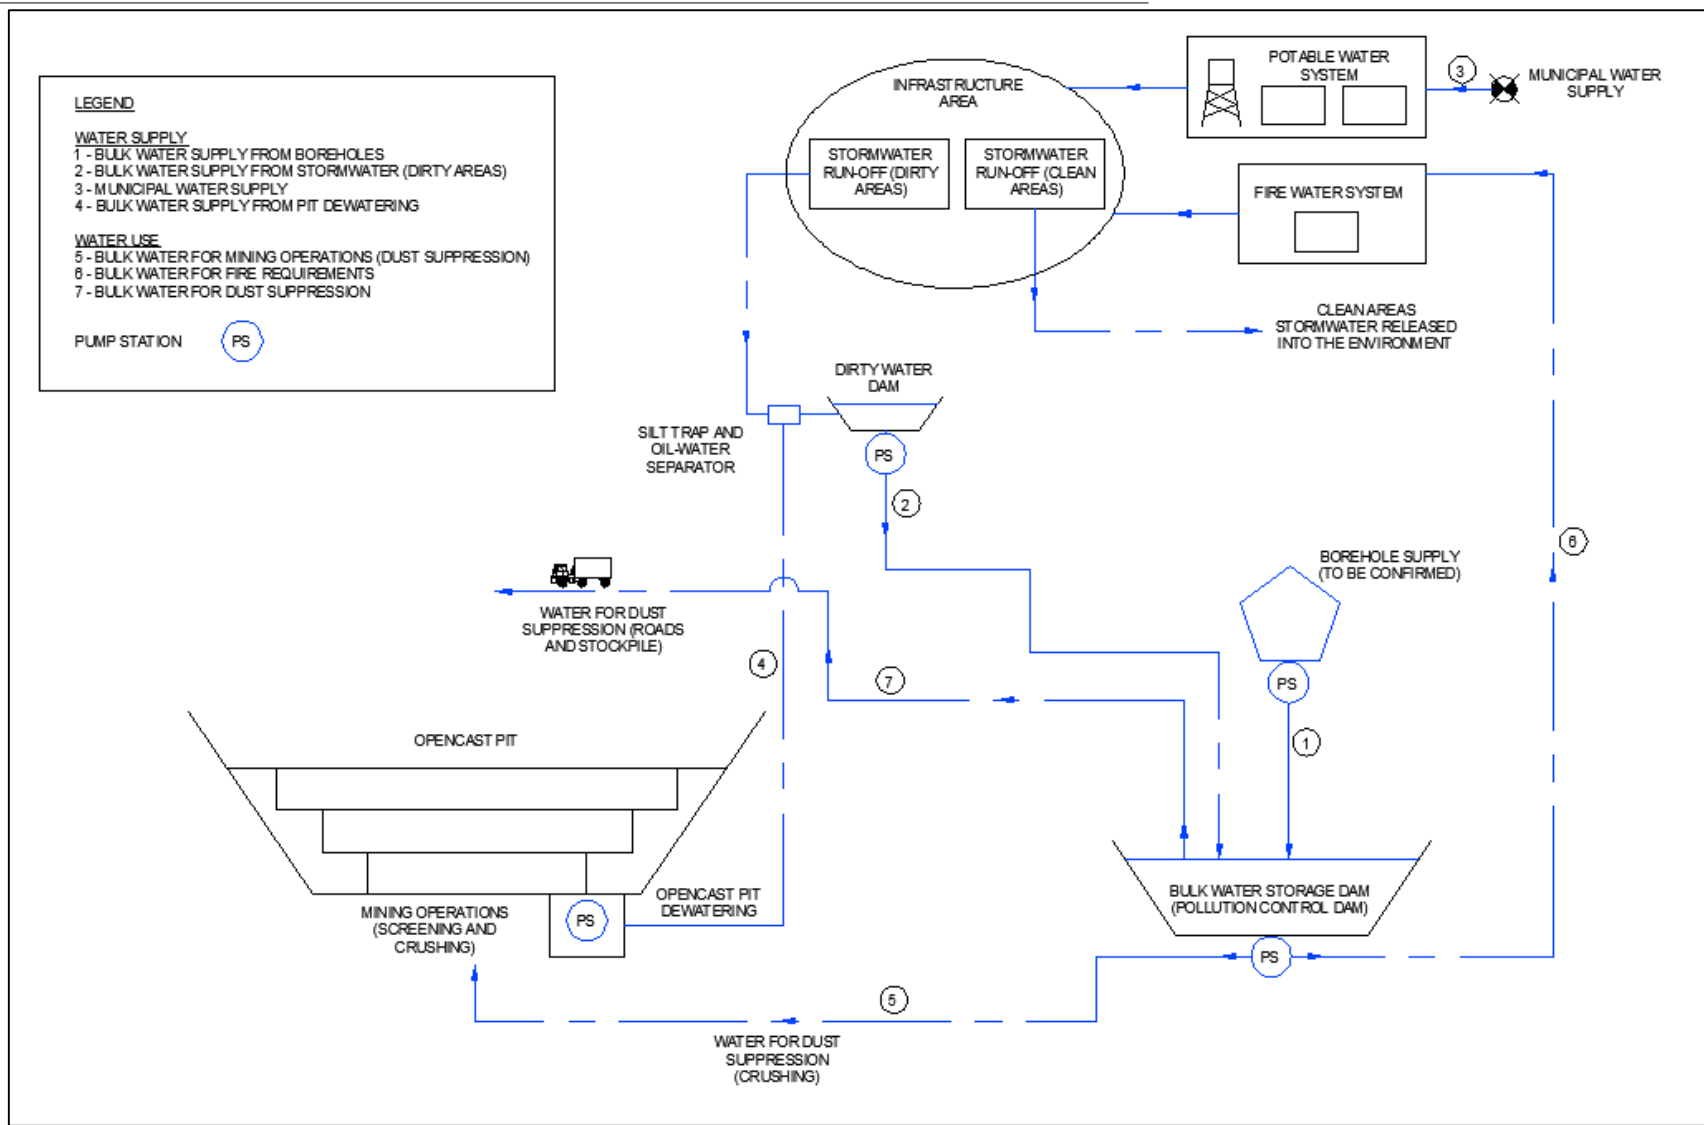 LEGEND
WATER SUPPLY
1 - BULK WATER SUPPLY FROM BOREHOLES
2 - BULK WATER SUPPLY FROM STORMWATER (DIRTY AREAS)
3 - MUNICIPAL WATER SUPPLY
4 - BULK WATER SUPPLY FROM PIT DEWATERING
WATER USE
5 - BULK WATER FOR MINING OPERATIONS (DUST SUPPRESSION)
6 - BULK WATER FOR FIRE REQUIREMENTS
7 - BULK WATER FOR DUST SUPPRESSION
PUMP STATION
PS
INFRASTRUCTURE
AREA
STORMWATER
RUN-OFF (DIRTY
AREAS)
STORMWATER
RUN-OFF (CLEAN
AREAS)
POTABLE WATER
SYSTEM
3
MUNICIPAL WATER
SUPPLY
FIRE WATER SYSTEM
CLEAN AREAS
STORMWATER RELEASED
INTO THE ENVIRONMENT
DIRTY WATER
DAM
SILT TRAP AND
OIL-WATER
SEPARATOR
PS
2
6
BOREHOLE SUPPLY
(TO BE CONFIRMED)
PS
1
WATER FOR DUST
SUPPRESSION (ROADS
AND STOCKPILE)
4
7
OPENCAST PIT
OPENCAST PIT
DEWATERING
PS
MINING OPERATIONS
(SCREENING AND
CRUSHING)
BULK WATER STORAGE DAM
(POLLUTION CONTROL DAM)
PS
5
WATER FOR DUST
SUPPRESSION
(CRUSHING)